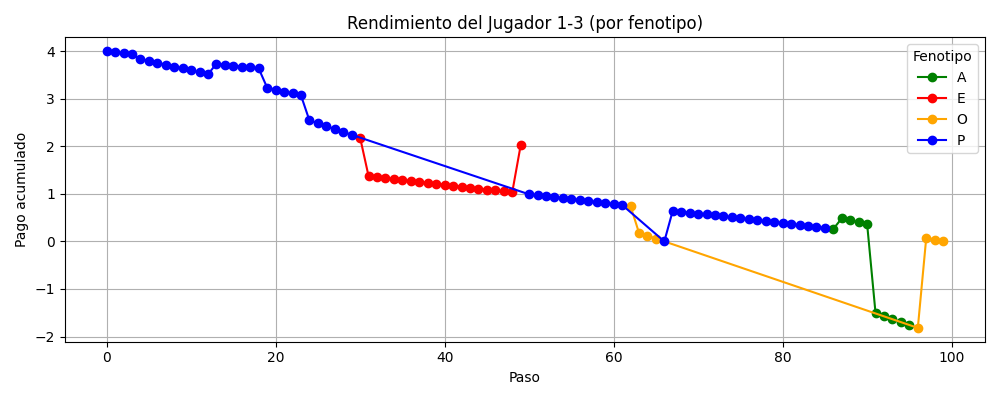 Rendimiento del Jugador 1-3 (por fenotipo)
Pago acumulado
4
3
2
1
0
−1
−2
Fenotipo
A
E
O
P
0 20 40 60 80 100
Paso